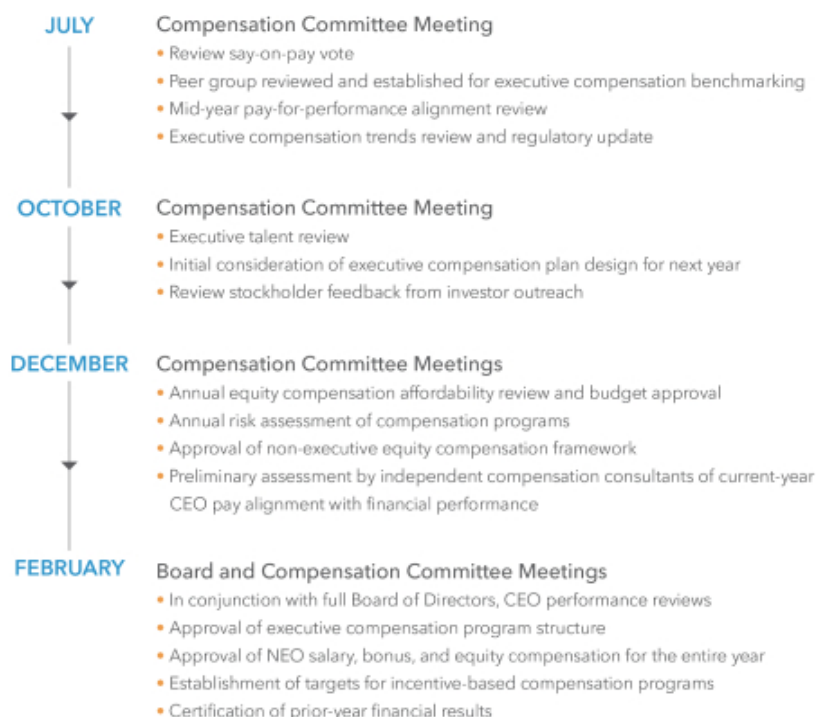 JULY
Compensation Committee Meeting
• Review say-on-pay vote
• Peer group reviewed and established for executive compensation benchmarking
• Mid-year pay-for-performance alignment review
• Executive compensation trends review and regulatory update
OCTOBER
Compensation Committee Meeting
• Executive talent review
• Initial consideration of executive compensation plan design for next year
• Review stockholder feedback from investor outreach
DECEMBER
Compensation Committee Meetings
• Annual equity compensation affordability review and budget approval
• Annual risk assessment of compensation programs
• Approval of non-executive equity compensation framework
• Preliminary assessment by independent compensation consultants of current-year
CEO pay alignment with financial performance
FEBRUARY
Board and Compensation Committee Meetings
• In conjunction with full Board of Directors, CEO performance reviews
• Approval of executive compensation program structure
• Approval of NEO salary, bonus, and equity compensation for the entire year
• Establishment of targets for incentive-based compensation programs
• Certification of prior-year financial results